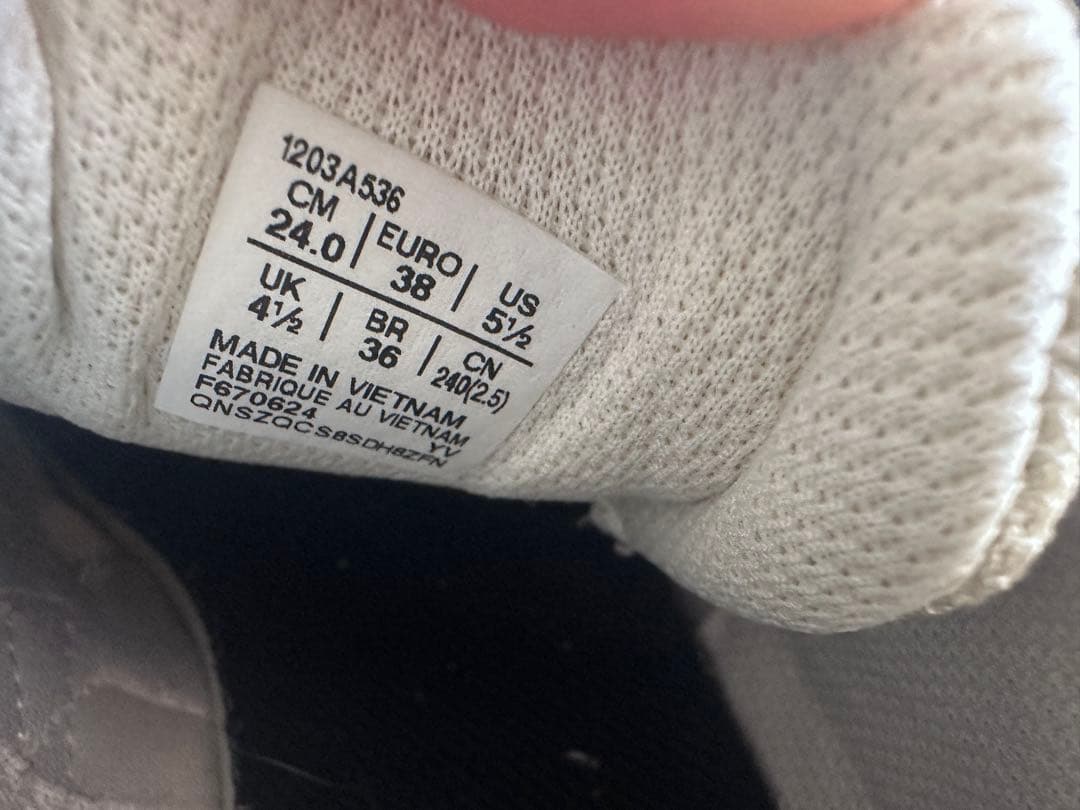 1203A536
CM | EURO | US
24.0 | 38 | 5½
UK | BR | CN
4½ | 36 | 240(2.5)
MADE IN VIETNAM
FABRIQUE AU VIETNAM
F670624 YV
QNSZQCS8SDH8ZFN